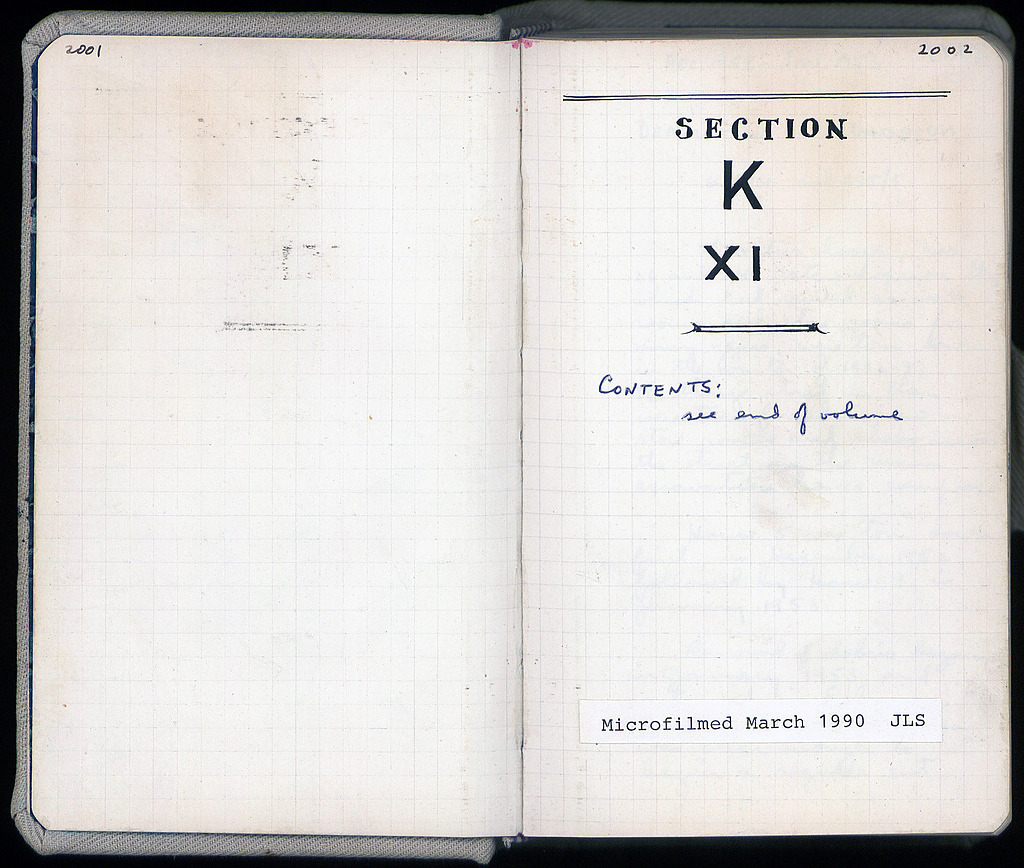 2001
2002
SECTION
K
XI
CONTENTS:
see end of volume
Microfilmed March 1990 JLS